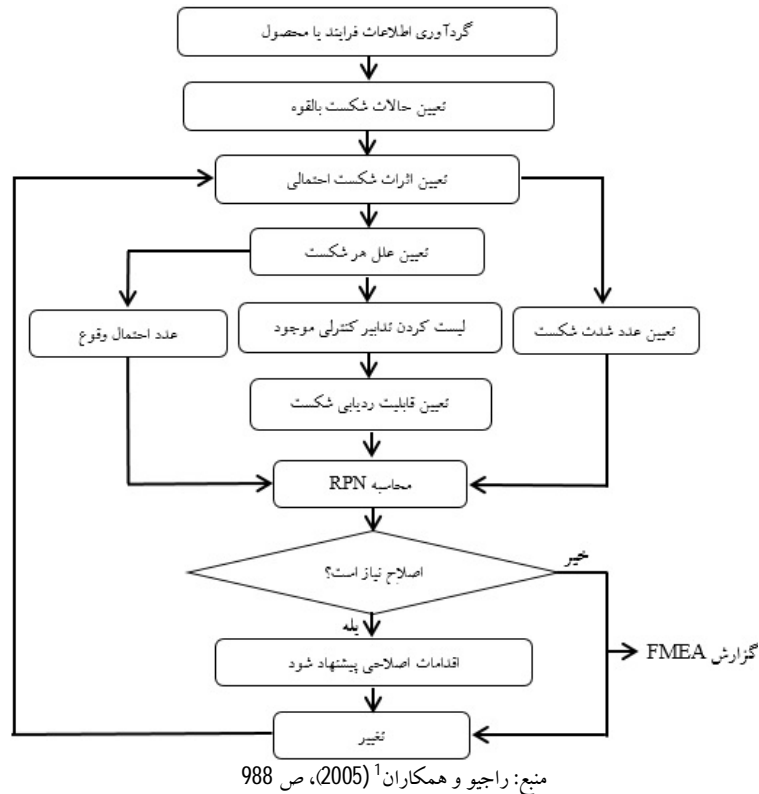 گردآوری اطلاعات فرایند یا محصول
تعیین حالات شکست بالقوه
تعیین اثرات شکست احتمالی
تعیین علل هر شکست
عدد احتمال وقوع
لیست کردن تدابیر کنترلی موجود
تعیین عدد شدت شکست
تعیین قابلیت ردیابی شکست
محاسبه RPN
اصلاح نیاز است؟
خیر
بله
گزارش FMEA
اقدامات اصلاحی پیشنهاد شود
تغییر
منبع: راجیو و همکاران1 (2005)، ص 988